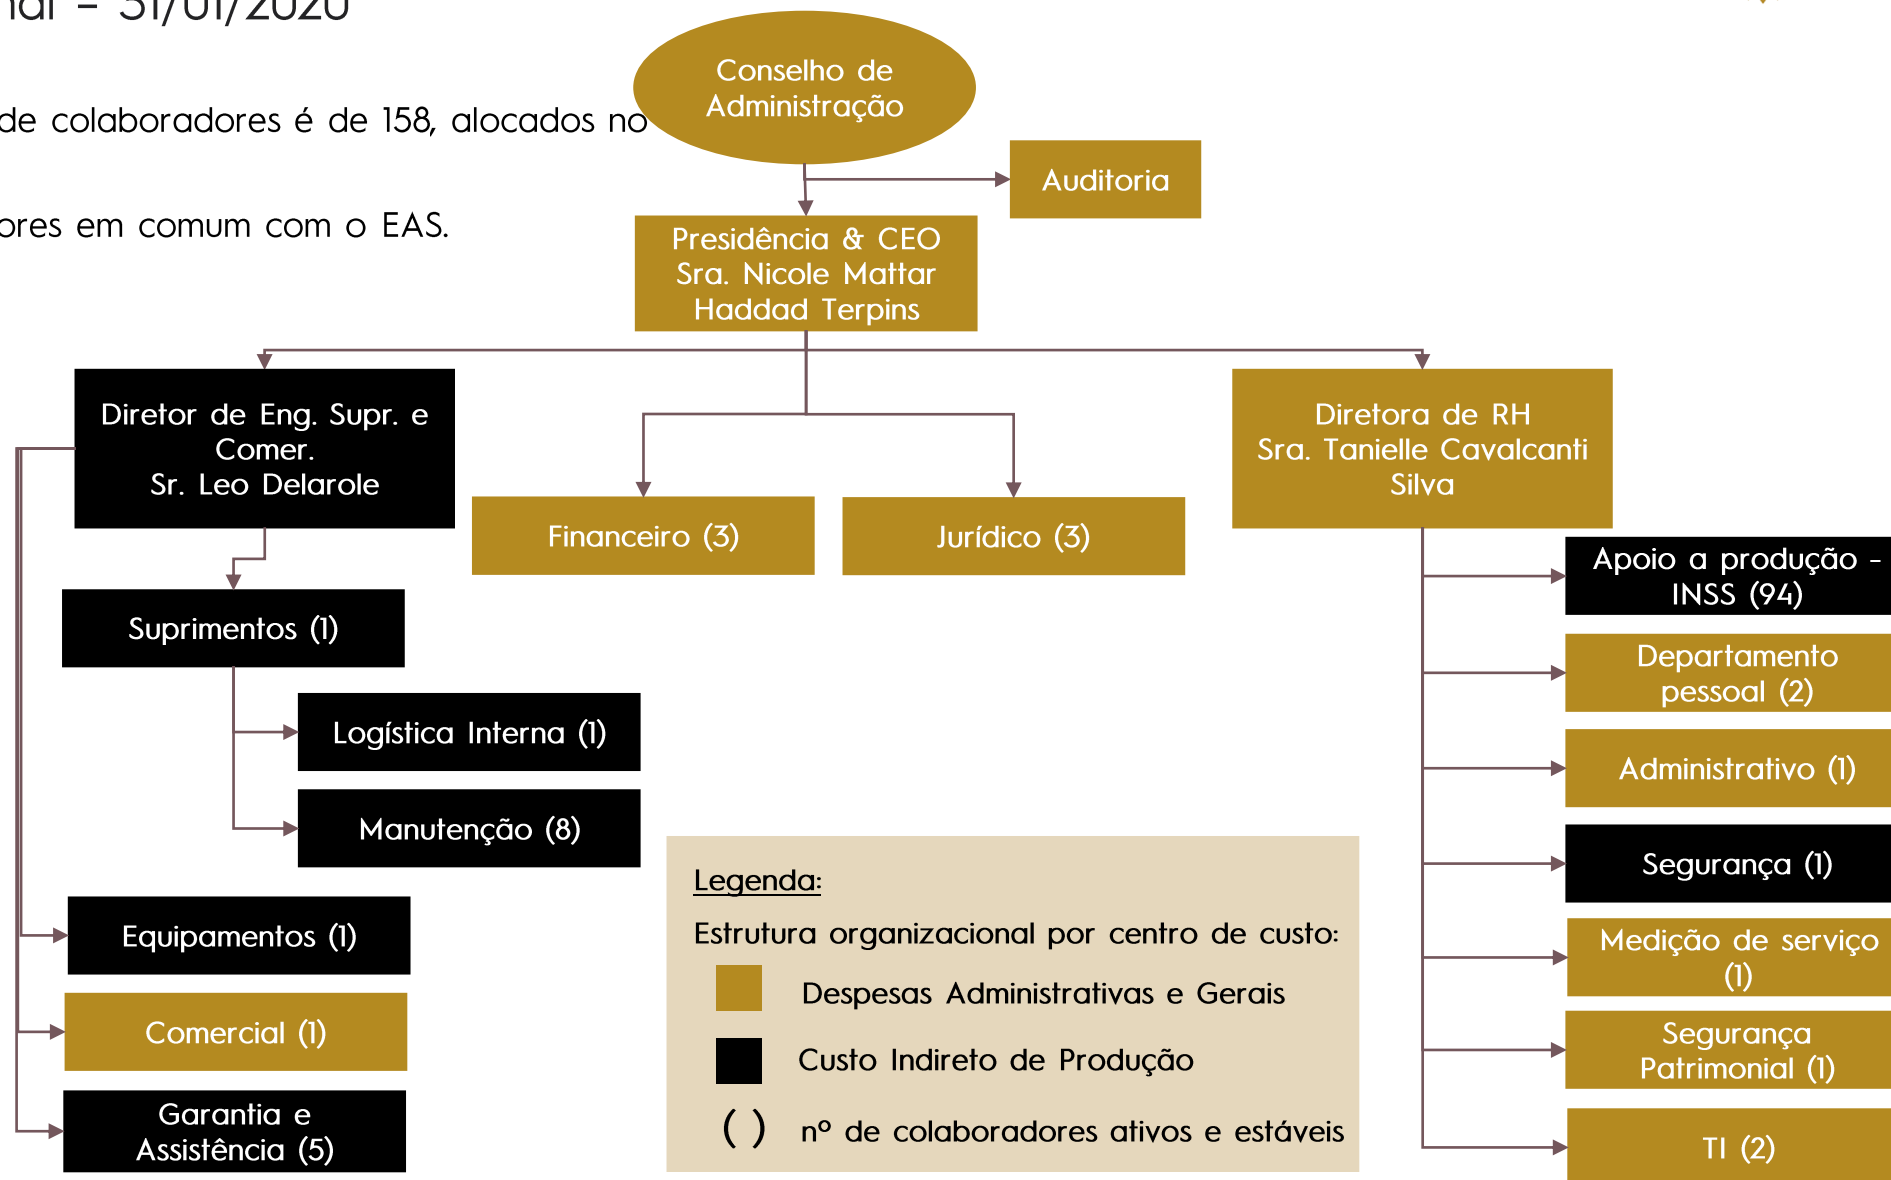 31/01/2020
de colaboradores é de 158, alocados no
em comum com o EAS.
Conselho de
Administração
Auditoria
Presidência & CEO
Sra. Nicole Mattar
Haddad Terpins
Diretor de Eng. Supr. e
Comer.
Sr. Leo Delarole
Diretora de RH
Sra. Tanielle Cavalcanti
Silva
Financeiro (3)
Jurídico (3)
Suprimentos (1)
Logística Interna (1)
Manutenção (8)
Equipamentos (1)
Comercial (1)
Garantia e
Assistência (5)
Apoio a produção -
INSS (94)
Departamento
pessoal (2)
Administrativo (1)
Segurança (1)
Medição de serviço
(1)
Segurança
Patrimonial (1)
TI (2)
Legenda:
Estrutura organizacional por centro de custo:
Despesas Administrativas e Gerais
Custo Indireto de Produção
( ) nº de colaboradores ativos e estáveis